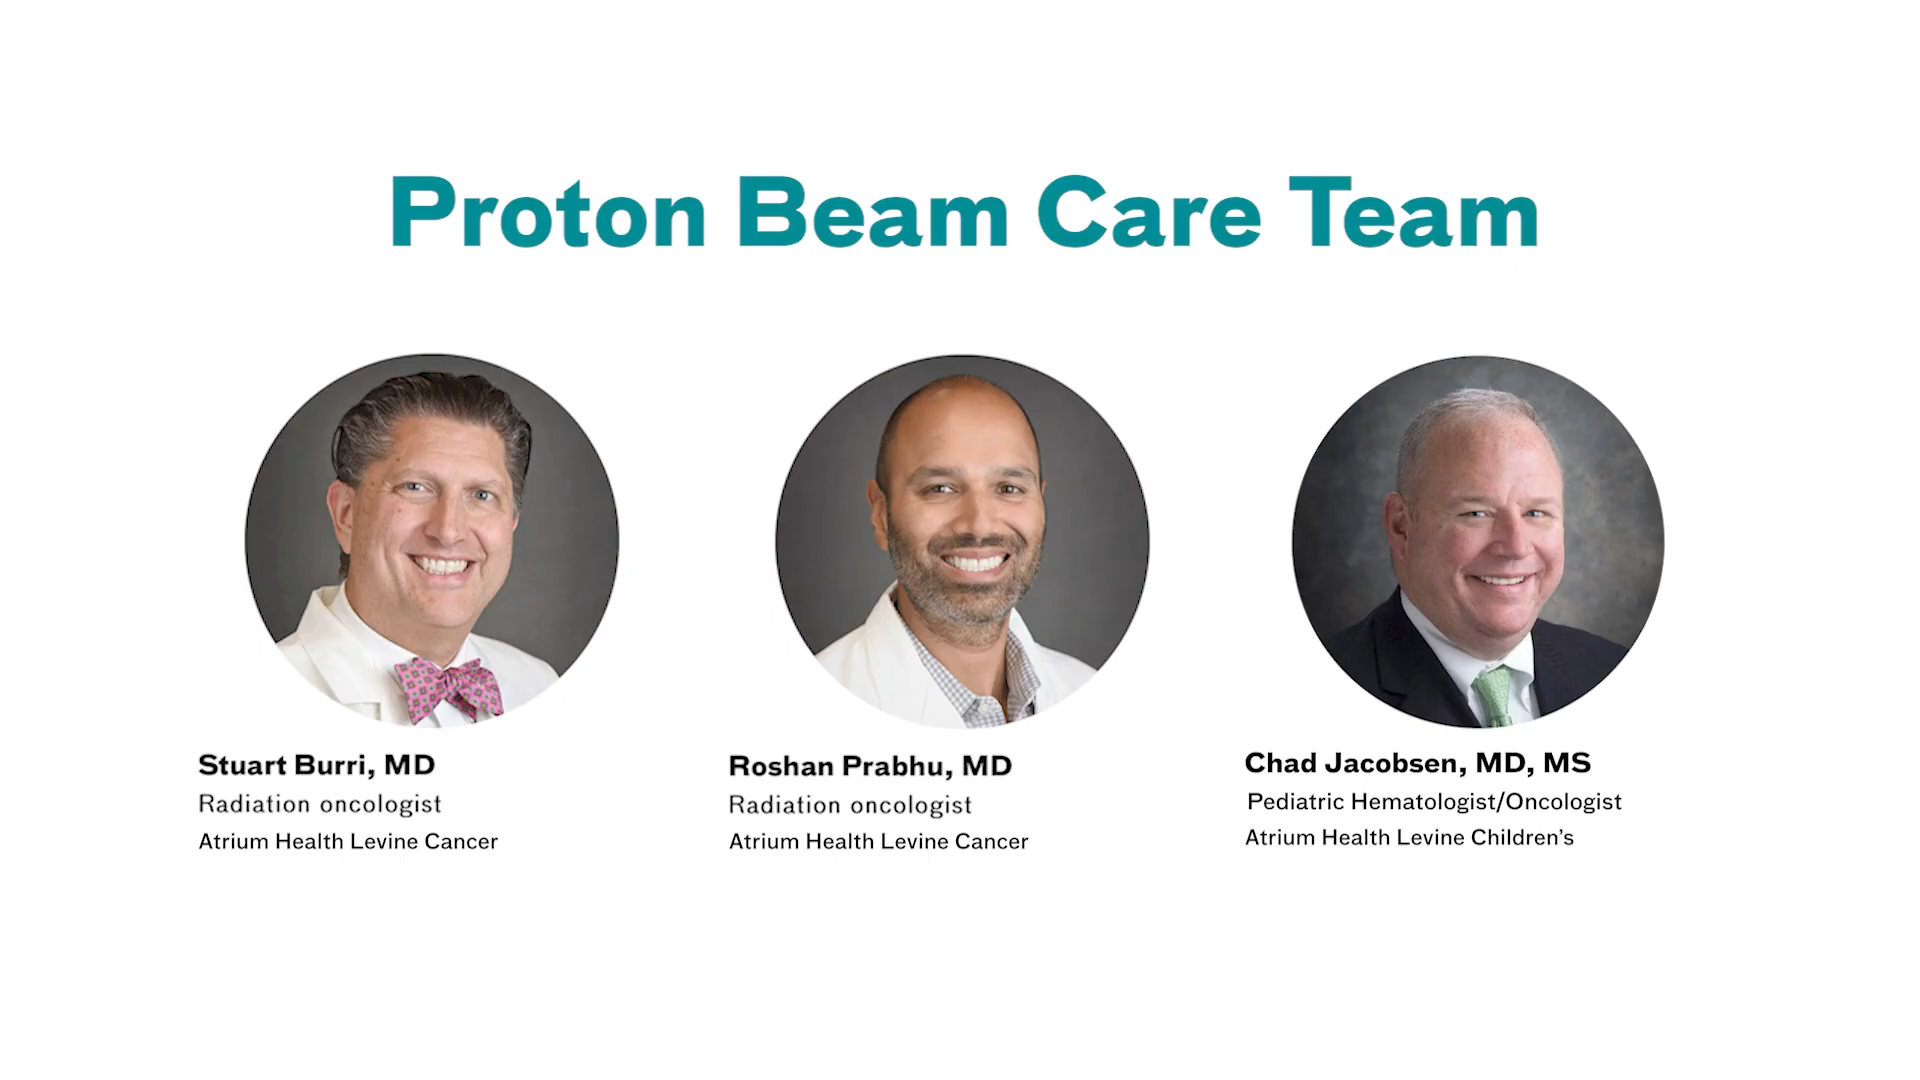 Proton Beam Care Team
Stuart Burri, MD
Radiation oncologist
Atrium Health Levine Cancer
Roshan Prabhu, MD
Radiation oncologist
Atrium Health Levine Cancer
Chad Jacobsen, MD, MS
Pediatric Hematologist/Oncologist
Atrium Health Levine Children’s